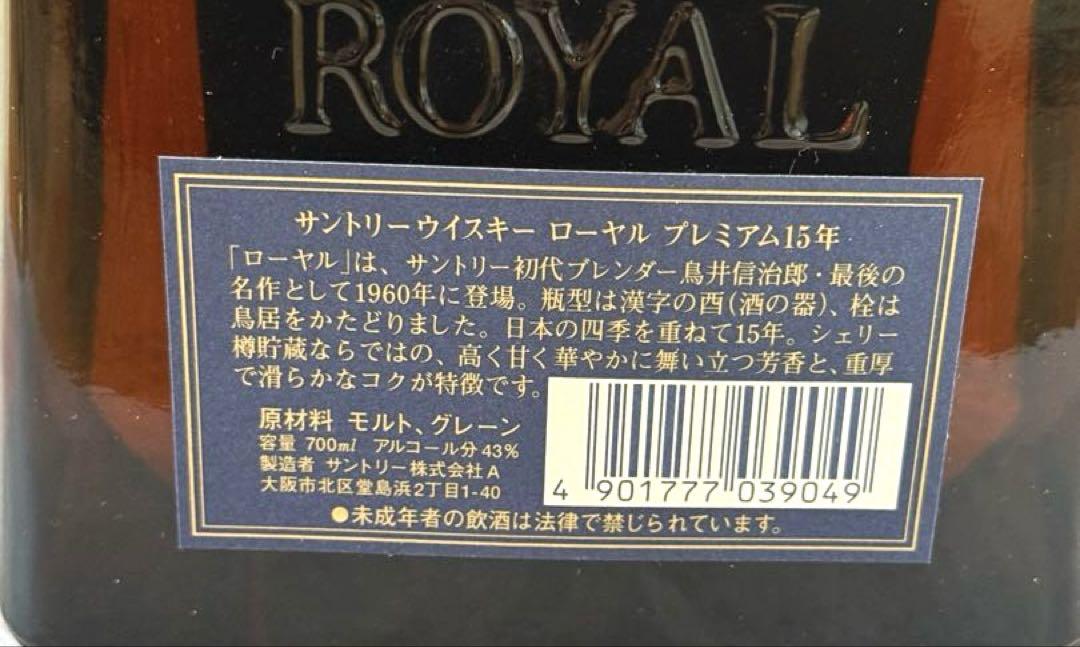 ROYAL
サントリーウイスキー ローヤル プレミアム15年
「ローヤル」は、サントリー初代ブレンダー鳥井信治郎・最後の
名作として1960年に登場。瓶型は漢字の酉(酒の器)、栓は
鳥居をかたどりました。日本の四季を重ねて15年。シェリー
樽貯蔵ならではの、高く甘く華やかに舞い立つ芳香と、重厚
で滑らかなコクが特徴です。
原材料 モルト、グレーン
容量 700ml アルコール分 43%
製造者 サントリー株式会社A
大阪市北区堂島浜2丁目1-40
4 901777 039049
●未成年者の飲酒は法律で禁じられています。